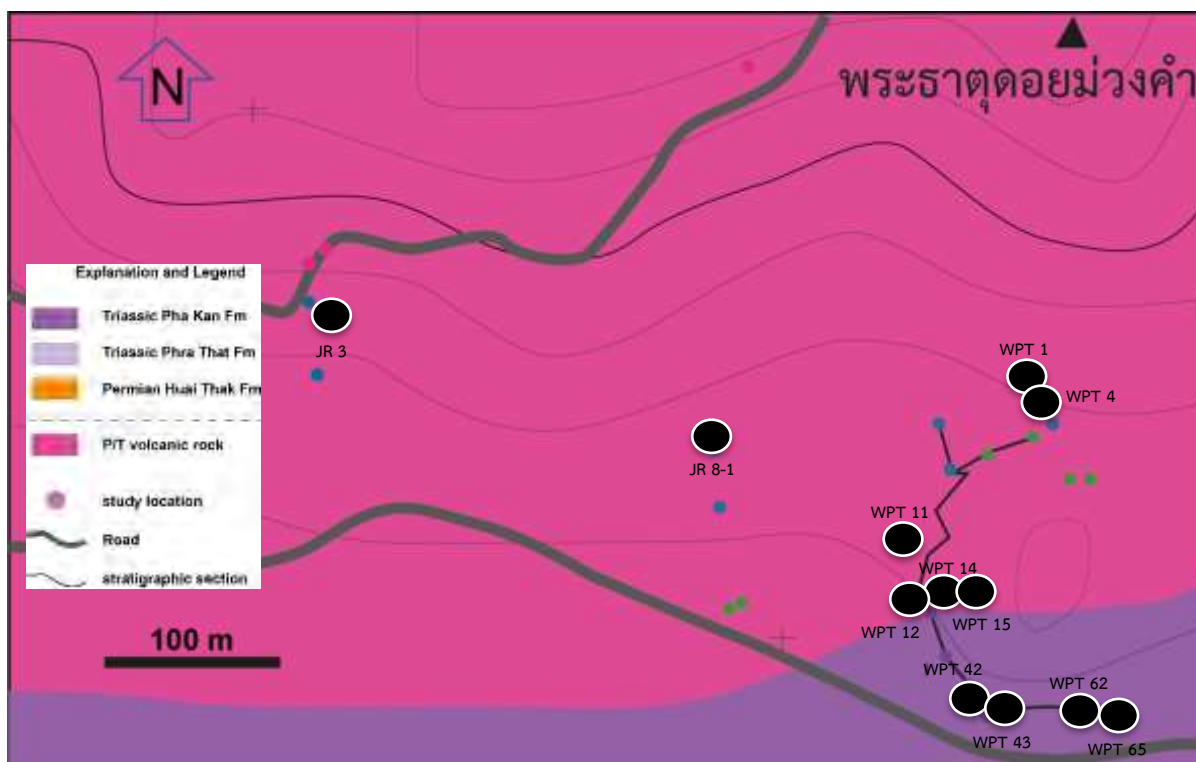 N
พระธาตุดอยม่วงคำ
Explanation and Legend
Triassic Pha Kan Fm
Triassic Phra That Fm
Permian Huai Thak Fm
P/T volcanic rock
study location
Road
stratigraphic section
100 m
JR 3
JR 8-1
WPT 1
WPT 4
WPT 11
WPT 14
WPT 12
WPT 15
WPT 42
WPT 62
WPT 43
WPT 65